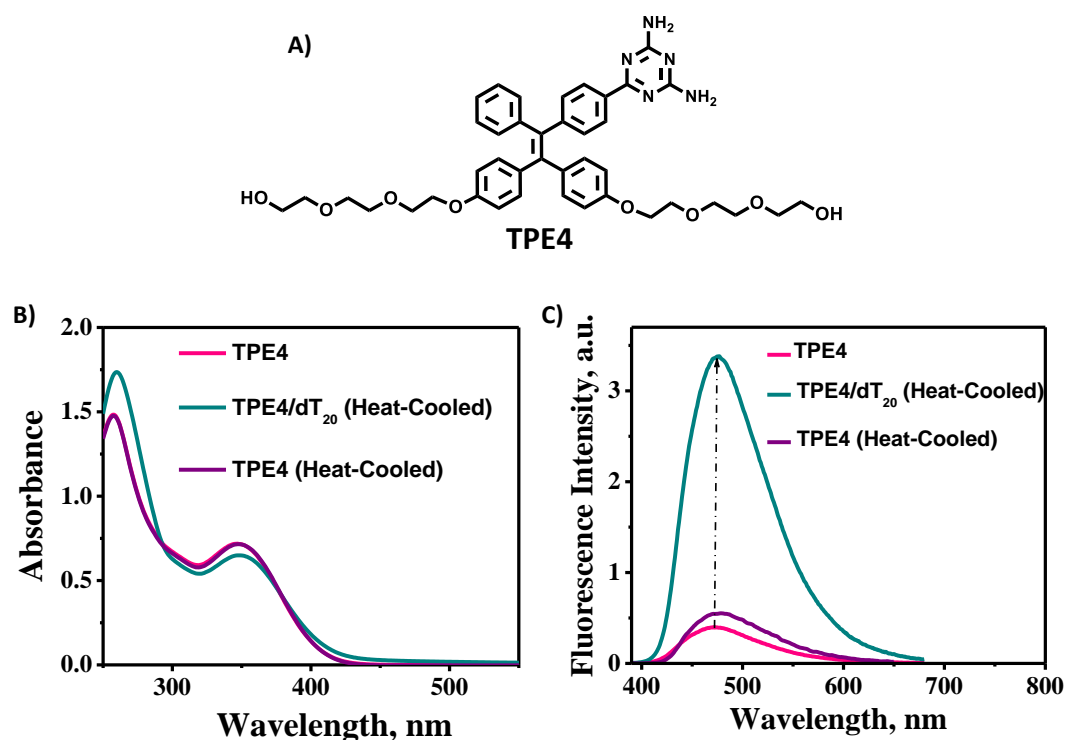 A)
NH₂
N
N
N
NH₂
HO
O
O
O
O
O
O
OH
TPE4
B)
2.0
1.5
1.0
0.5
0.0
300
400
500
Absorbance
Wavelength, nm
TPE4
TPE4/dT₂₀ (Heat-Cooled)
TPE4 (Heat-Cooled)
C)
3
2
1
0
400
500
600
700
800
Fluorescence Intensity, a.u.
Wavelength, nm
TPE4
TPE4/dT₂₀ (Heat-Cooled)
TPE4 (Heat-Cooled)